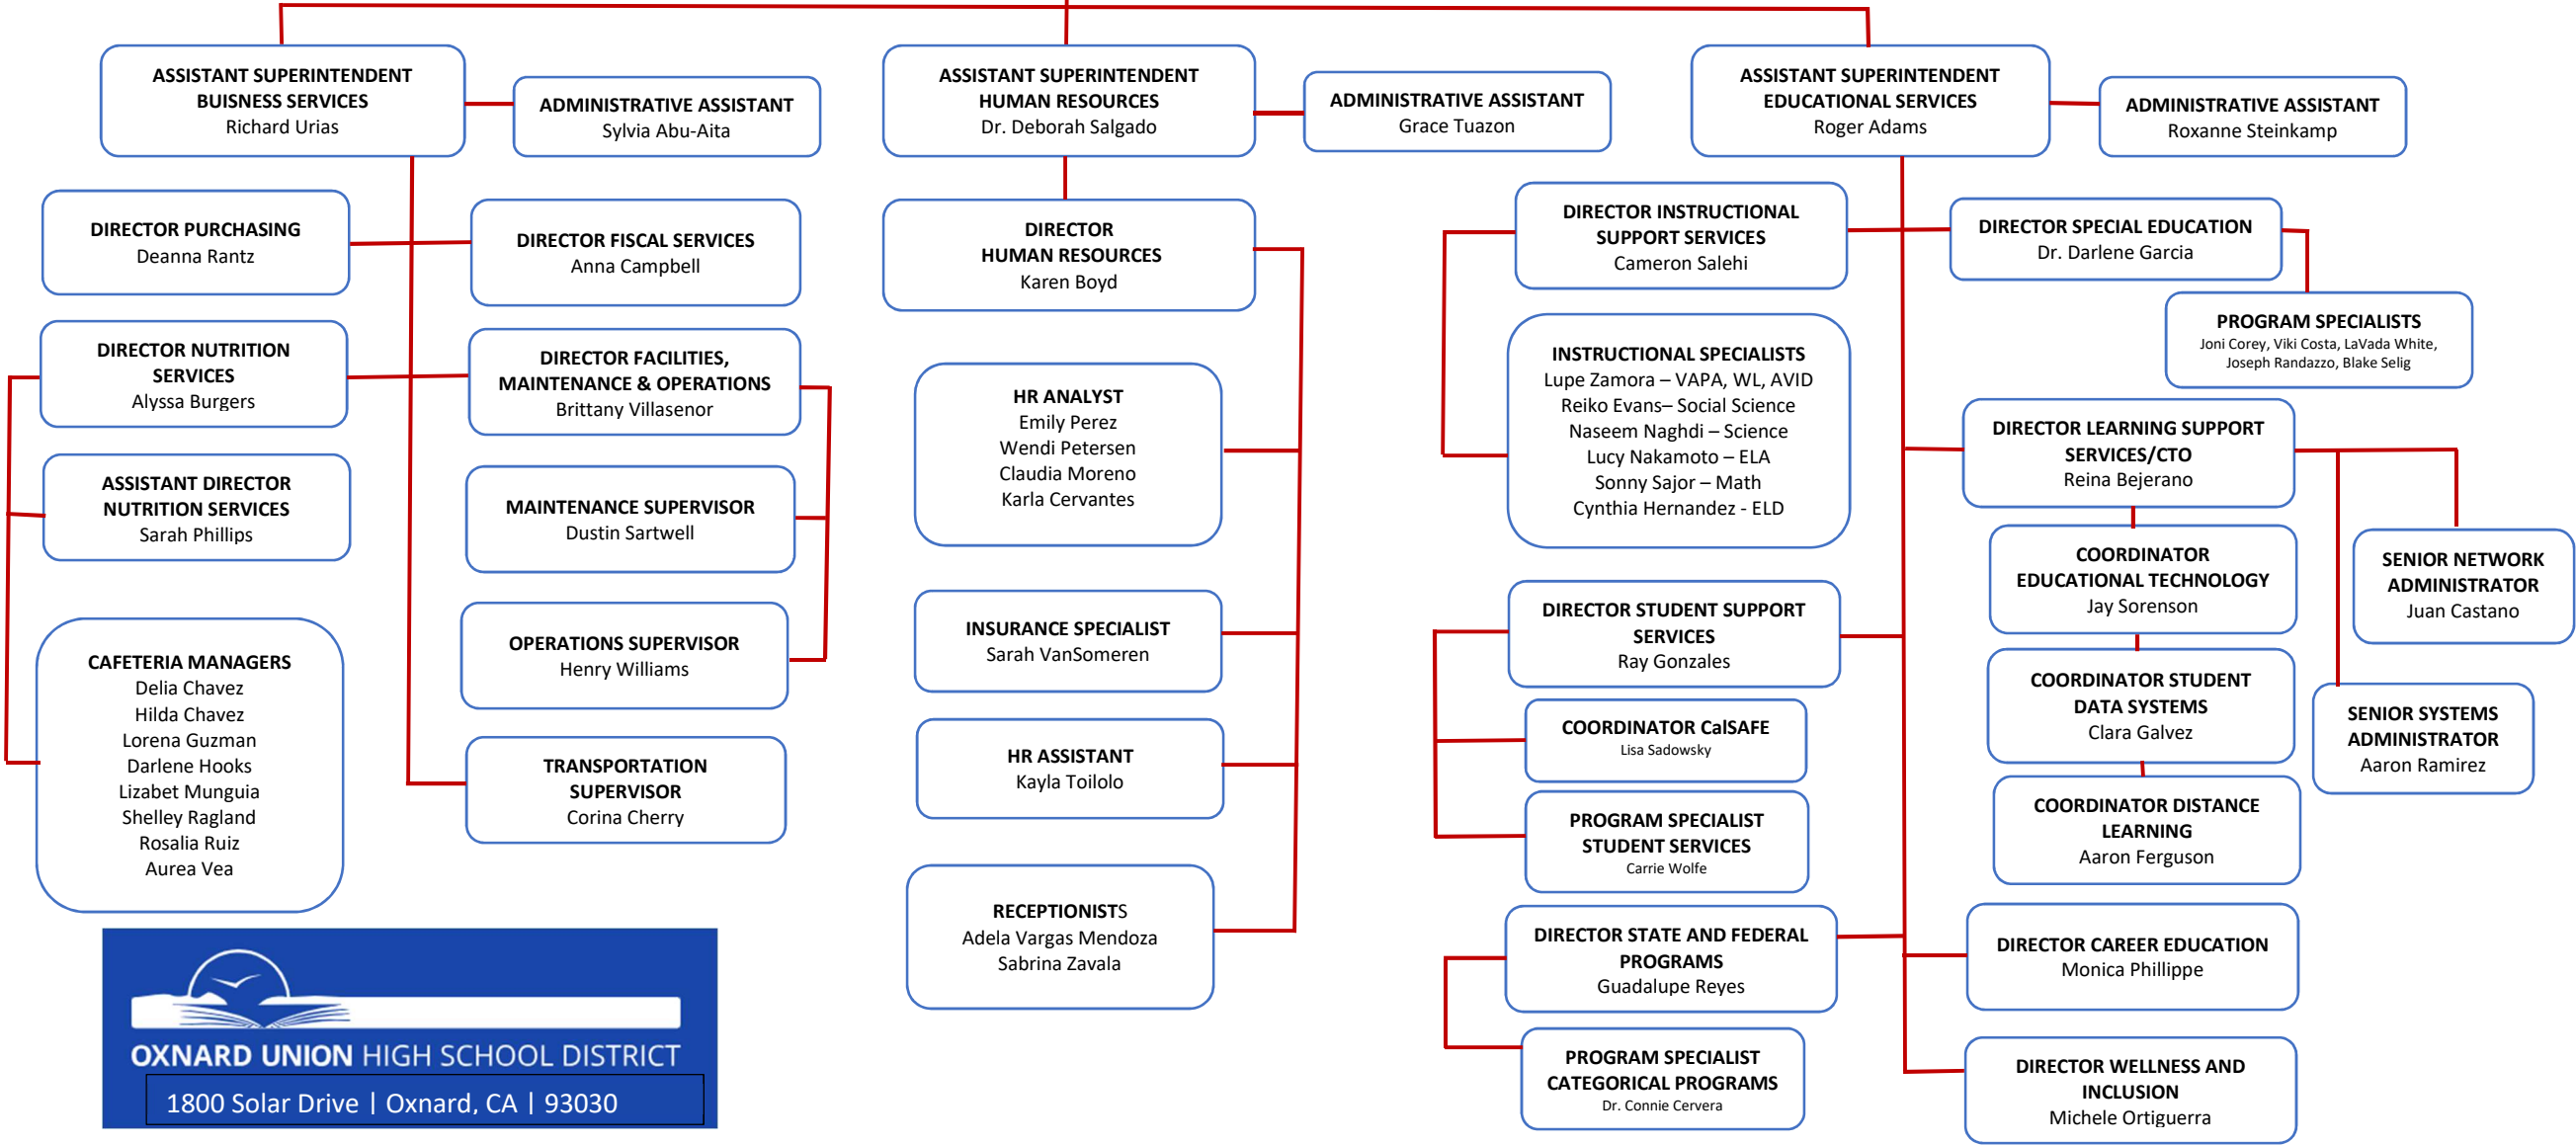 ASSISTANT SUPERINTENDENT
BUISNESS SERVICES
Richard Urias
ADMINISTRATIVE ASSISTANT
Sylvia Abu-Aita
ASSISTANT SUPERINTENDENT
HUMAN RESOURCES
Dr. Deborah Salgado
ADMINISTRATIVE ASSISTANT
Grace Tuazon
ASSISTANT SUPERINTENDENT
EDUCATIONAL SERVICES
Roger Adams
ADMINISTRATIVE ASSISTANT
Roxanne Steinkamp
DIRECTOR PURCHASING
Deanna Rantz
DIRECTOR FISCAL SERVICES
Anna Campbell
DIRECTOR NUTRITION
SERVICES
Alyssa Burgers
DIRECTOR FACILITIES,
MAINTENANCE & OPERATIONS
Brittany Villasenor
ASSISTANT DIRECTOR
NUTRITION SERVICES
Sarah Phillips
MAINTENANCE SUPERVISOR
Dustin Sartwell
OPERATIONS SUPERVISOR
Henry Williams
CAFETERIA MANAGERS
Delia Chavez
Hilda Chavez
Lorena Guzman
Darlene Hooks
Lizabet Munguia
Shelley Ragland
Rosalia Ruiz
Aurea Vea
TRANSPORTATION
SUPERVISOR
Corina Cherry
DIRECTOR
HUMAN RESOURCES
Karen Boyd
HR ANALYST
Emily Perez
Wendi Petersen
Claudia Moreno
Karla Cervantes
INSURANCE SPECIALIST
Sarah VanSomeren
HR ASSISTANT
Kayla Toilolo
RECEPTIONISTS
Adela Vargas Mendoza
Sabrina Zavala
DIRECTOR INSTRUCTIONAL
SUPPORT SERVICES
Cameron Salehi
DIRECTOR SPECIAL EDUCATION
Dr. Darlene Garcia
PROGRAM SPECIALISTS
Joni Corey, Viki Costa, LaVada White,
Joseph Randazzo, Blake Selig
INSTRUCTIONAL SPECIALISTS
Lupe Zamora – VAPA, WL, AVID
Reiko Evans– Social Science
Naseem Naghdi – Science
Lucy Nakamoto – ELA
Sonny Sajor – Math
Cynthia Hernandez - ELD
DIRECTOR LEARNING SUPPORT
SERVICES/CTO
Reina Bejerano
COORDINATOR
EDUCATIONAL TECHNOLOGY
Jay Sorenson
SENIOR NETWORK
ADMINISTRATOR
Juan Castano
DIRECTOR STUDENT SUPPORT
SERVICES
Ray Gonzales
COORDINATOR STUDENT
DATA SYSTEMS
Clara Galvez
SENIOR SYSTEMS
ADMINISTRATOR
Aaron Ramirez
COORDINATOR CalSAFE
Lisa Sadowsky
PROGRAM SPECIALIST
STUDENT SERVICES
Carrie Wolfe
COORDINATOR DISTANCE
LEARNING
Aaron Ferguson
DIRECTOR STATE AND FEDERAL
PROGRAMS
Guadalupe Reyes
DIRECTOR CAREER EDUCATION
Monica Phillippe
PROGRAM SPECIALIST
CATEGORICAL PROGRAMS
Dr. Connie Cervera
DIRECTOR WELLNESS AND
INCLUSION
Michele Ortiguerra
OXNARD UNION HIGH SCHOOL DISTRICT
1800 Solar Drive | Oxnard, CA | 93030